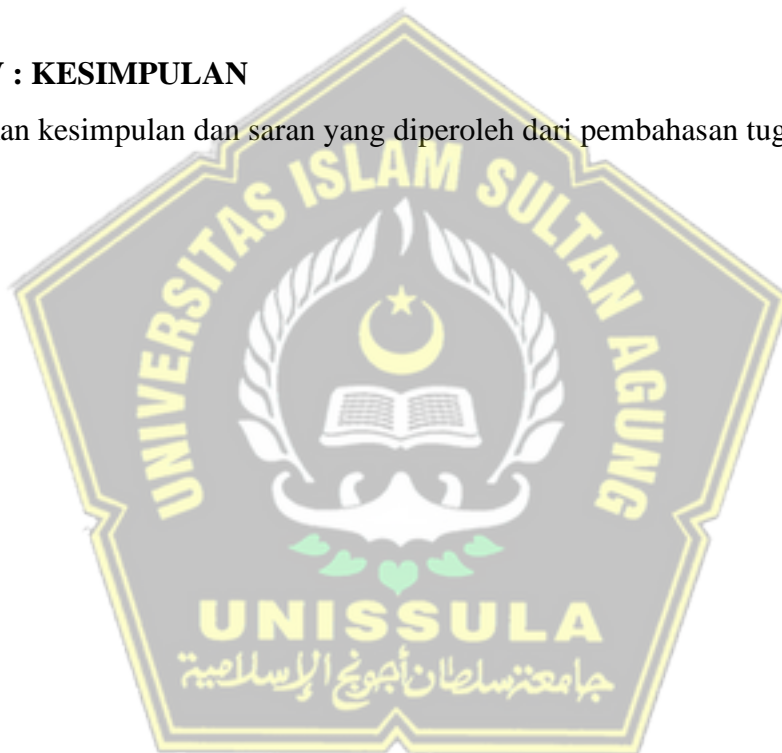 : KESIMPULAN
an kesimpulan dan saran yang diperoleh dari pembahasan tug
UNIVERSITAS ISLAM SULTAN AGUNG
UNISSULA
جامعة سلطان أجونج الإسلامية